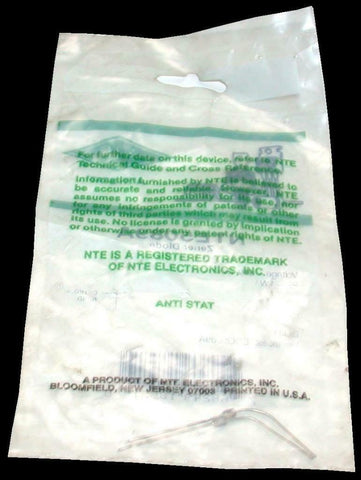 For further data on this device, refer to NTE
Technical Guide and Cross Reference.
Information furnished by NTE is believed to
be accurate and reliable. However, NTE
assumes no responsibility for its use, nor
for any infringements of patents or other
rights of third parties which may result from
its use. No license is granted by implication
or otherwise under any patent rights of NTE.
NTE IS A REGISTERED TRADEMARK
OF NTE ELECTRONICS, INC.
ANTI STAT
A PRODUCT OF NTE ELECTRONICS, INC.
BLOOMFIELD, NEW JERSEY 07003 PRINTED IN U.S.A.